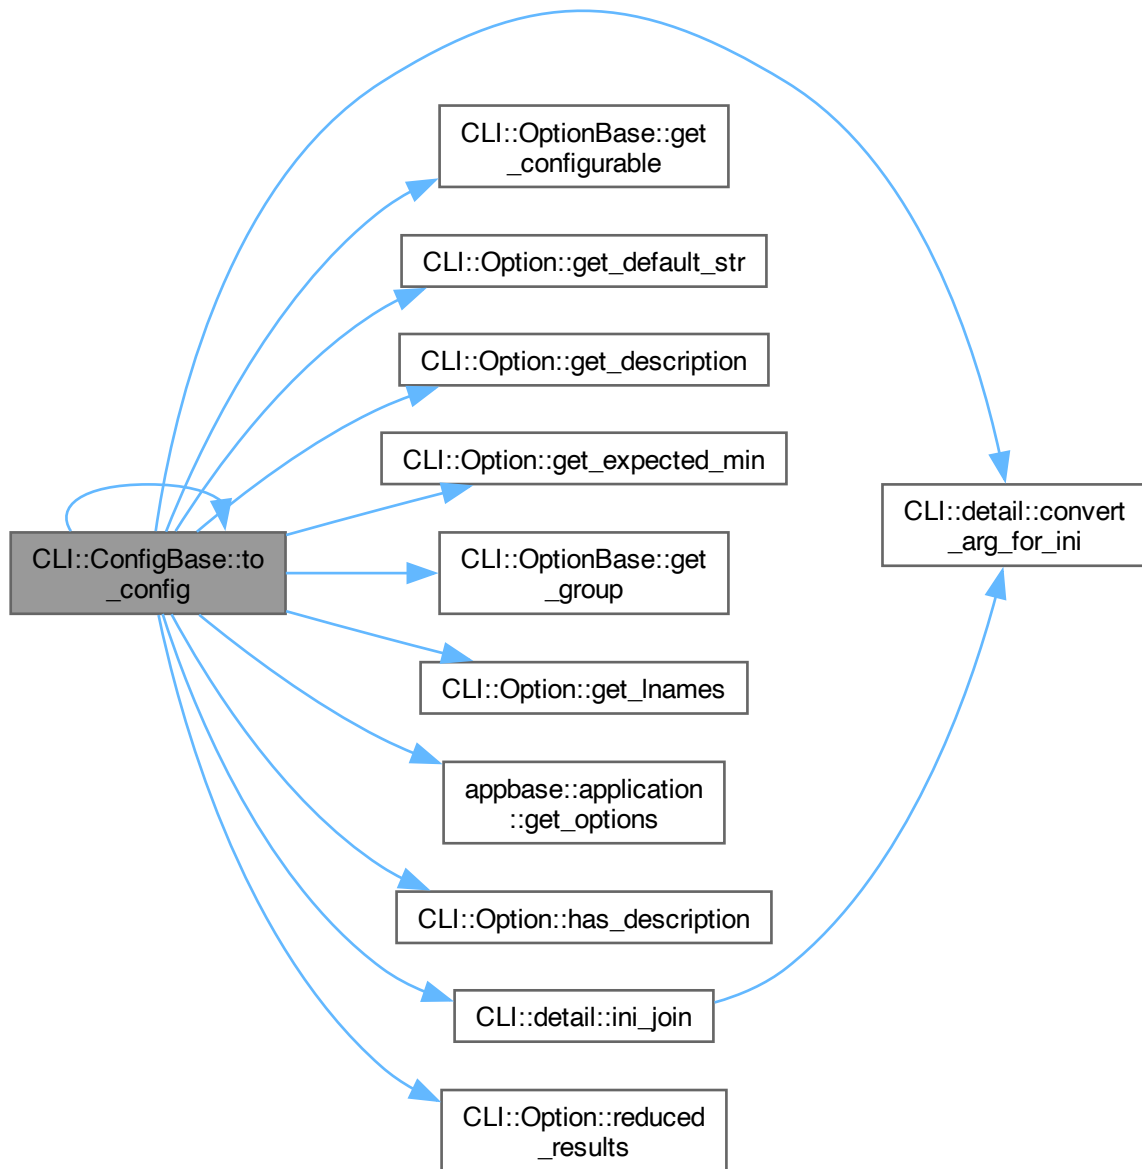 CLI::OptionBase::get
_configurable
CLI::Option::get_default_str
CLI::Option::get_description
CLI::Option::get_expected_min
CLI::ConfigBase::to
_config
CLI::OptionBase::get
_group
CLI::detail::convert
_arg_for_ini
CLI::Option::get_lnames
appbase::application
::get_options
CLI::Option::has_description
CLI::detail::ini_join
CLI::Option::reduced
_results